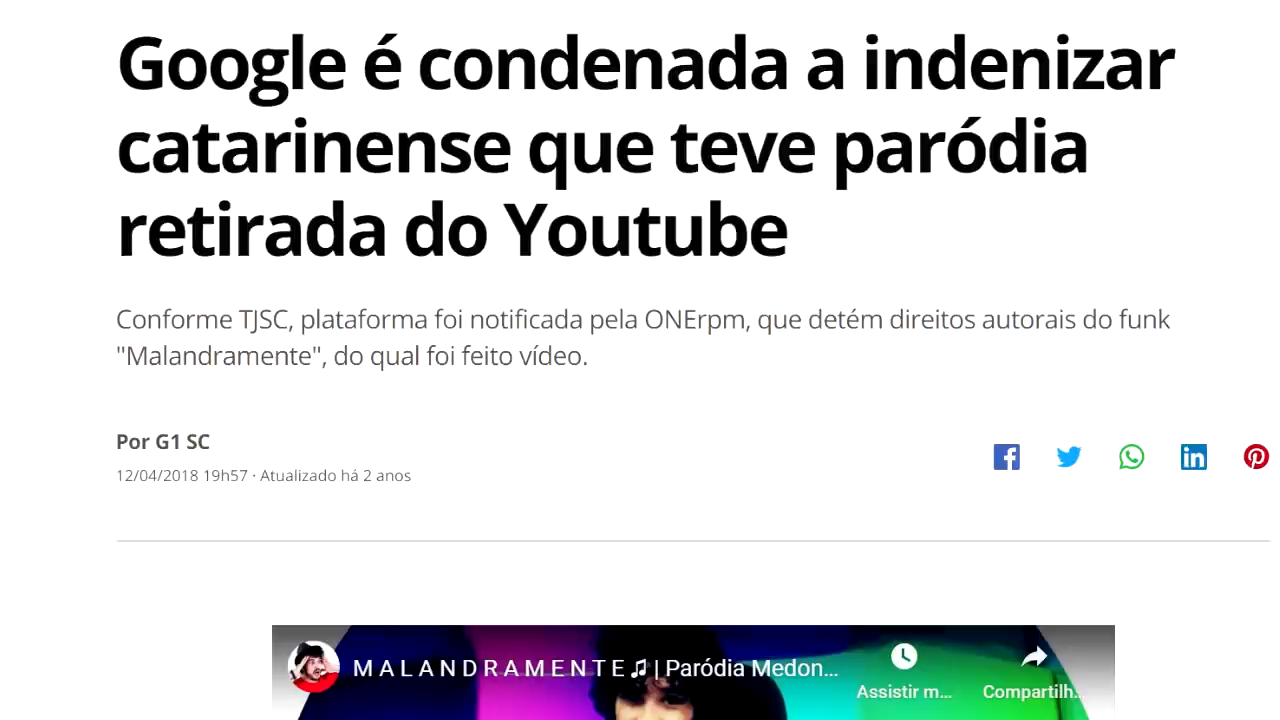 Google é condenada a indenizar
catarinense que teve paródia
retirada do Youtube
Conforme TJSC, plataforma foi notificada pela ONErpm, que detém direitos autorais do funk
"Malandramente", do qual foi feito vídeo.
Por G1 SC
12/04/2018 19h57 · Atualizado há 2 anos
M A L A N D R A M E N T E ♫ | Paródia Medon...
Assistir m...
Compartilh...